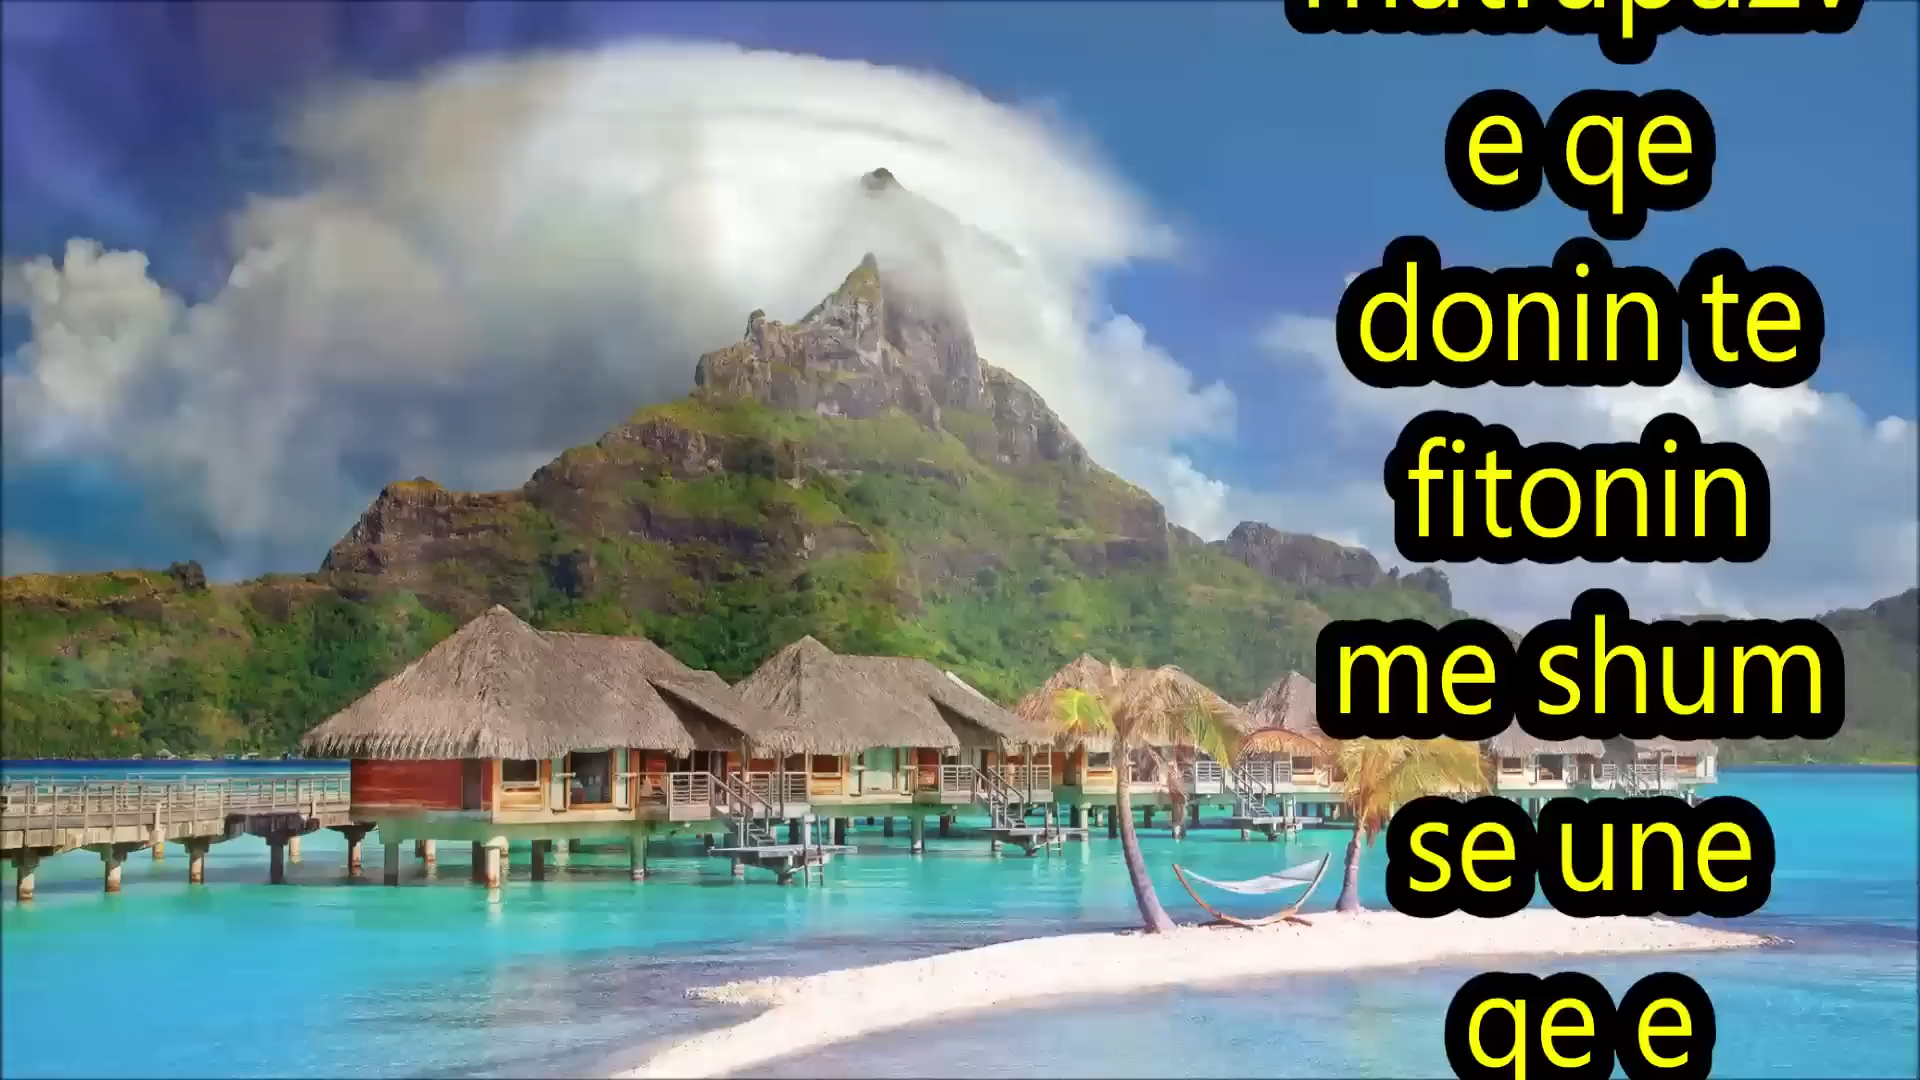 e qe
donin te
fitonin
me shum
se une
qe e